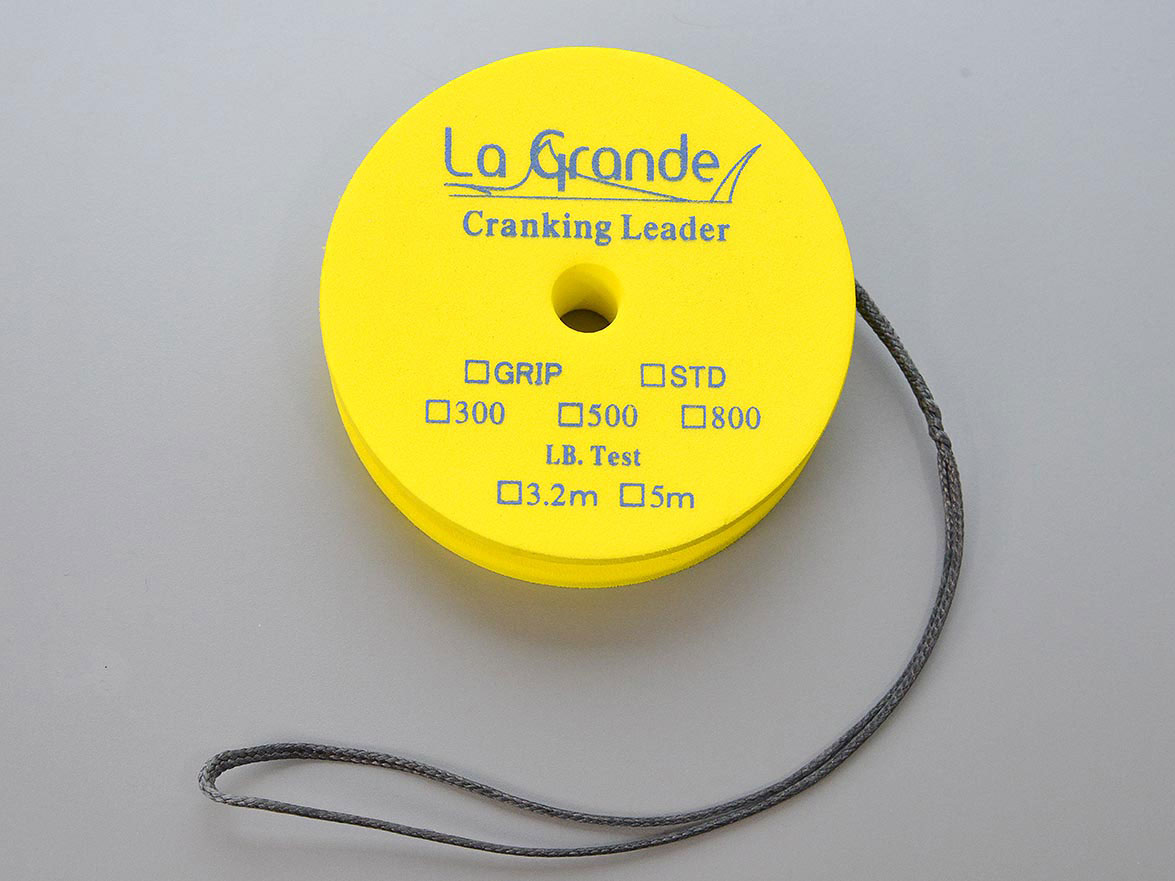 La Grande
Cranking Leader
☐GRIP ☐STD
☐300 ☐500 ☐800
LB. Test
☐3.2m ☐5m